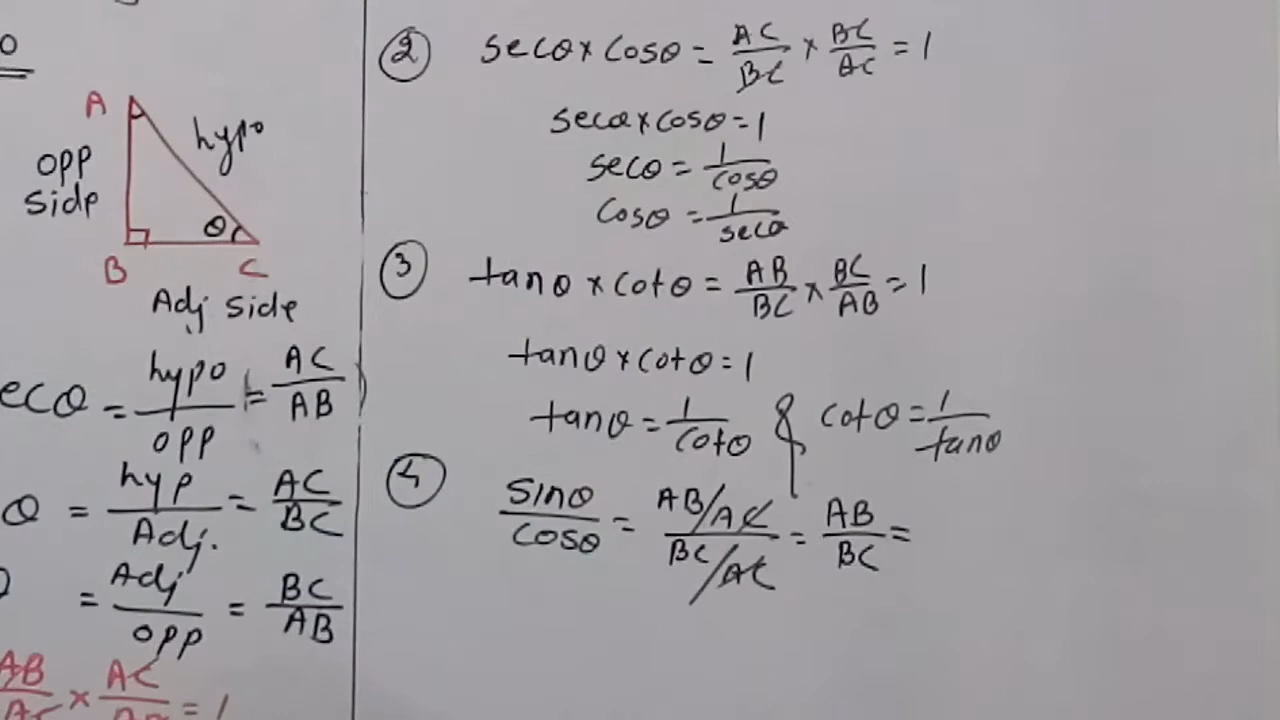 A
hypo
opp
side
θ
B
C
Adj side
ecθ = hypo/opp = AC/AB
θ = hyp/Adj. = AC/BC
= Adj/opp = BC/AB
AB/AC × AC/ = 1
② secθ × cosθ = AC/BC × BC/AC = 1
secθ × cosθ = 1
secθ = 1/cosθ
cosθ = 1/secθ
③ tanθ × cotθ = AB/BC × BC/AB = 1
tanθ × cotθ = 1
tanθ = 1/cotθ & cotθ = 1/tanθ
④ sinθ/cosθ = AB/AC / BC/AC = AB/BC =